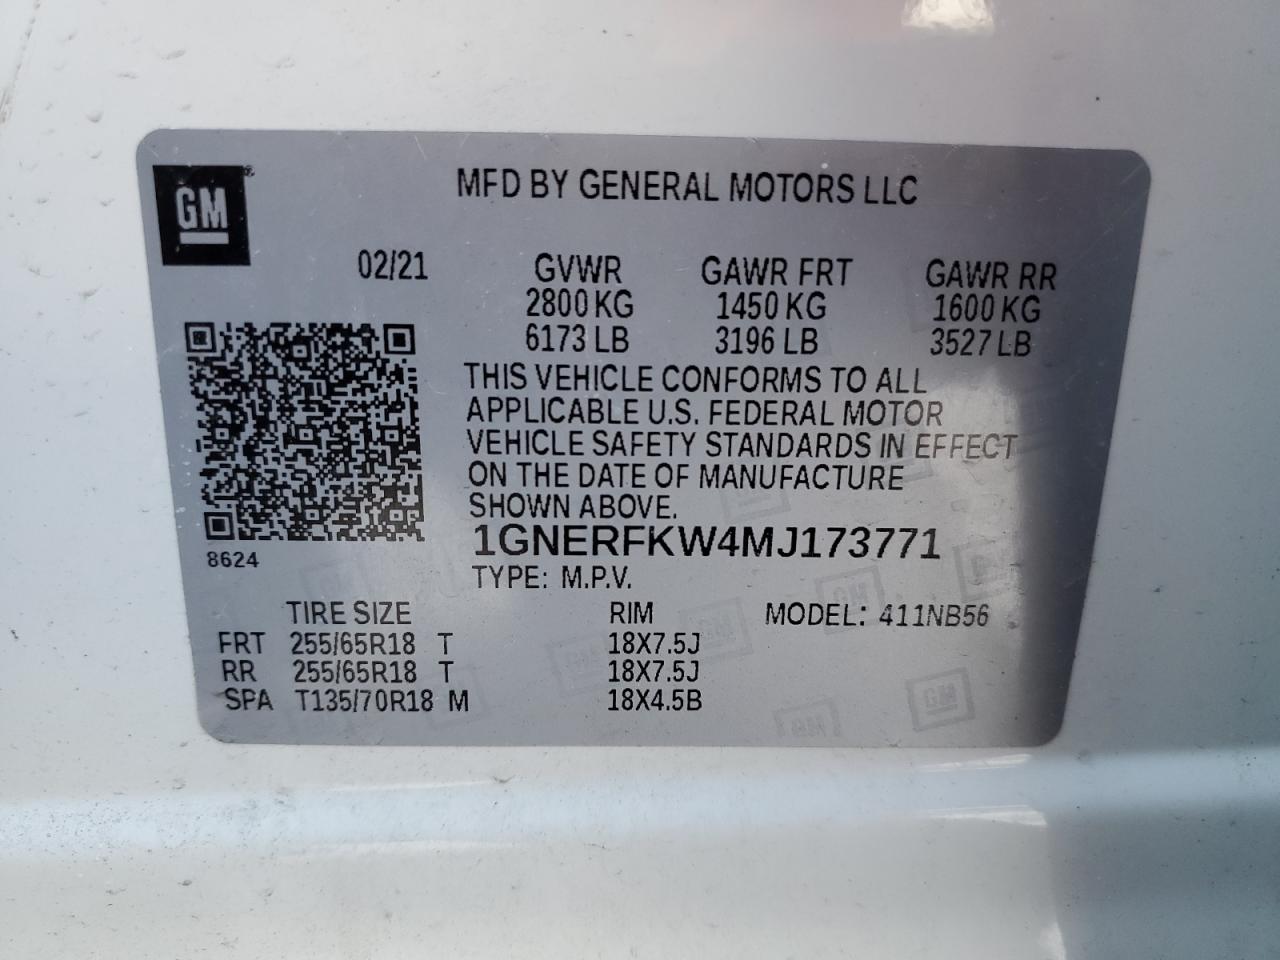 GM
MFD BY GENERAL MOTORS LLC
02/21 GVWR GAWR FRT GAWR RR
2800 KG 1450 KG 1600 KG
6173 LB 3196 LB 3527 LB
THIS VEHICLE CONFORMS TO ALL
APPLICABLE U.S. FEDERAL MOTOR
VEHICLE SAFETY STANDARDS IN EFFECT
ON THE DATE OF MANUFACTURE
SHOWN ABOVE.
8624
1GNERFKW4MJ173771
TYPE: M.P.V.
TIRE SIZE RIM MODEL: 411NB56
FRT 255/65R18 T 18X7.5J
RR 255/65R18 T 18X7.5J
SPA T135/70R18 M 18X4.5B